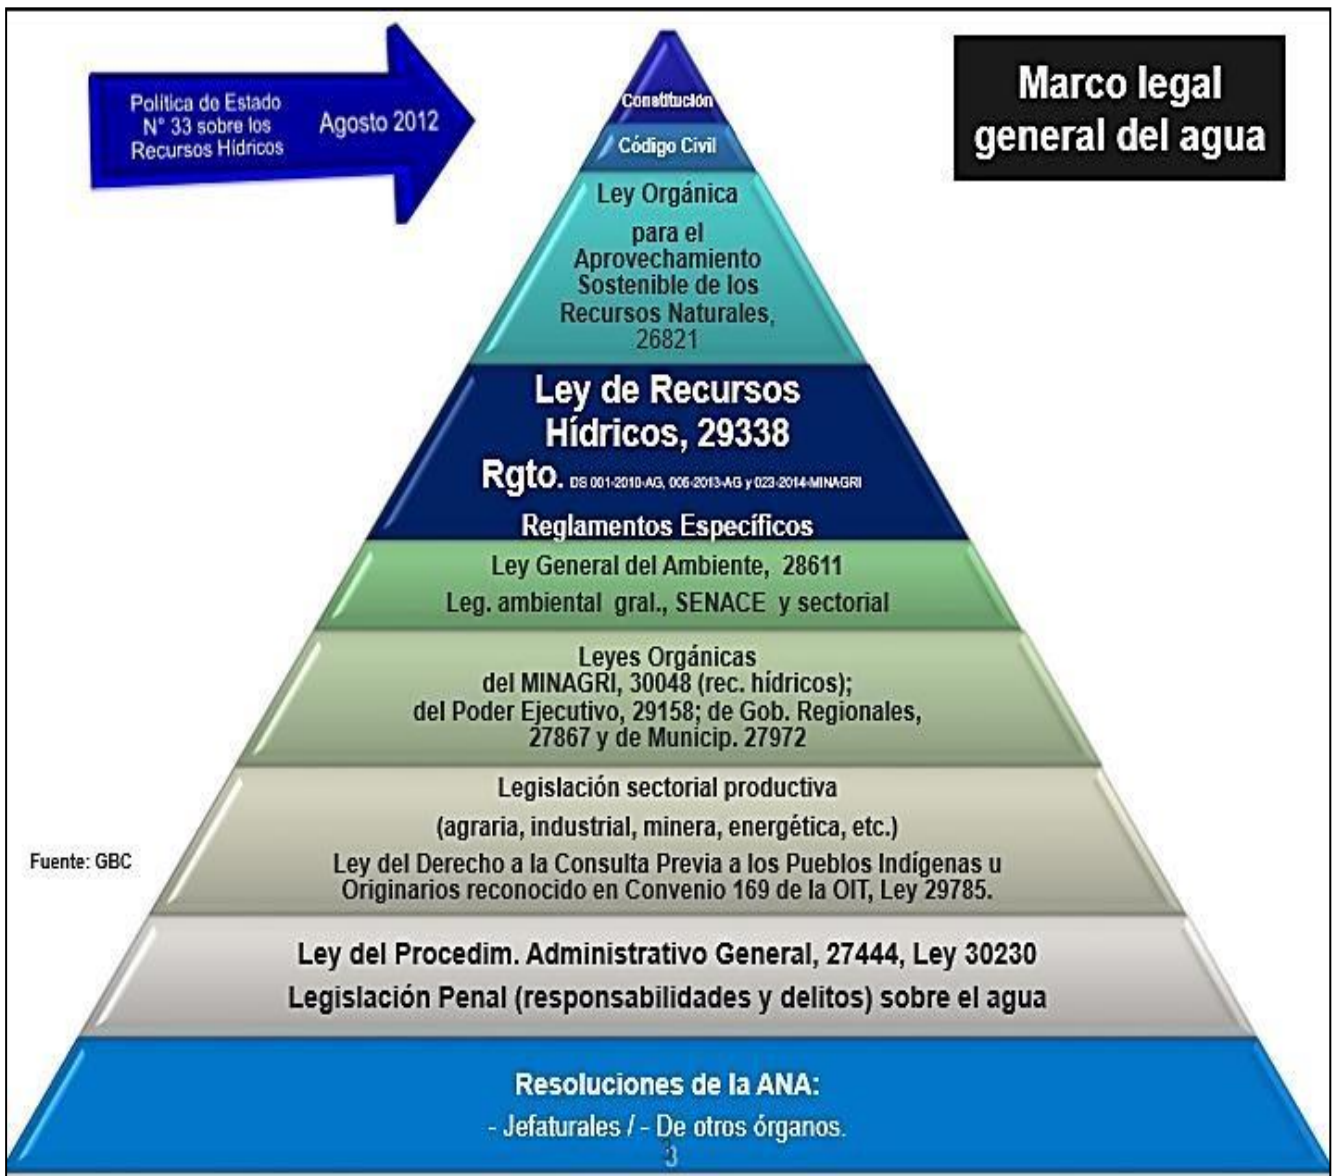 Política de Estado
N° 33 sobre los
Recursos Hídricos
Agosto 2012
Marco legal
general del agua
Constitución
Código Civil
Ley Orgánica
para el
Aprovechamiento
Sostenible de los
Recursos Naturales,
26821
Ley de Recursos
Hídricos, 29338
Rgto. DS 001-2010-AG, 005-2013-AG y 023-2014-MINAGRI
Reglamentos Específicos
Ley General del Ambiente, 28611
Leg. ambiental gral., SENACE y sectorial
Leyes Orgánicas
del MINAGRI, 30048 (rec. hídricos);
del Poder Ejecutivo, 29158; de Gob. Regionales,
27867 y de Municip. 27972
Legislación sectorial productiva
(agraria, industrial, minera, energética, etc.)
Ley del Derecho a la Consulta Previa a los Pueblos Indígenas u
Originarios reconocido en Convenio 169 de la OIT, Ley 29785.
Fuente: GBC
Ley del Procedim. Administrativo General, 27444, Ley 30230
Legislación Penal (responsabilidades y delitos) sobre el agua
Resoluciones de la ANA:
- Jefaturales / - De otros órganos.
3